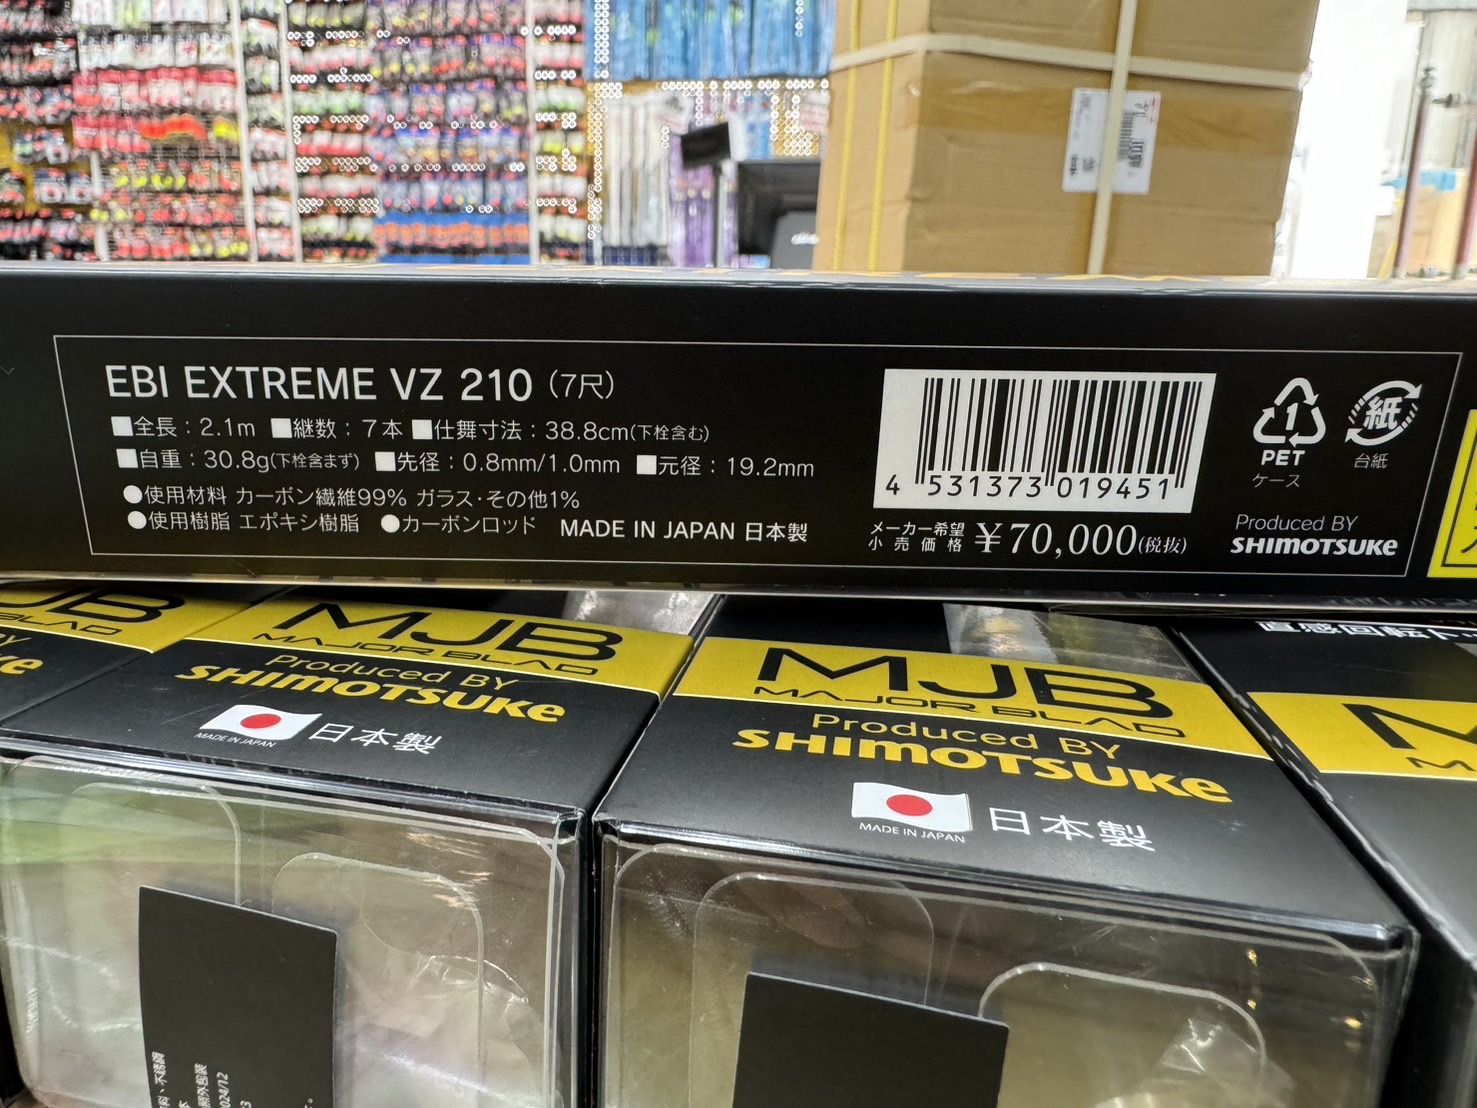 EBI EXTREME VZ 210 (7尺)
■全長：2.1m ■継数：7本 ■仕舞寸法：38.8cm(下栓含む)
■自重：30.8g(下栓含まず) ■先径：0.8mm/1.0mm ■元径：19.2mm
●使用材料 カーボン繊維99% ガラス・その他1%
●使用樹脂 エポキシ樹脂 ●カーボンロッド MADE IN JAPAN 日本製
4 531373 019451
メーカー希望小売価格 ￥70,000(税抜)
1
PET
ケース
紙
台紙
Produced BY
SHIMOTSUKE
MJB
MAJOR BLAD
Produced BY
SHIMOTSUKE
MADE IN JAPAN 日本製
MJB
MAJOR BLAD
Produced BY
SHIMOTSUKE
MADE IN JAPAN 日本製
直感回転ト